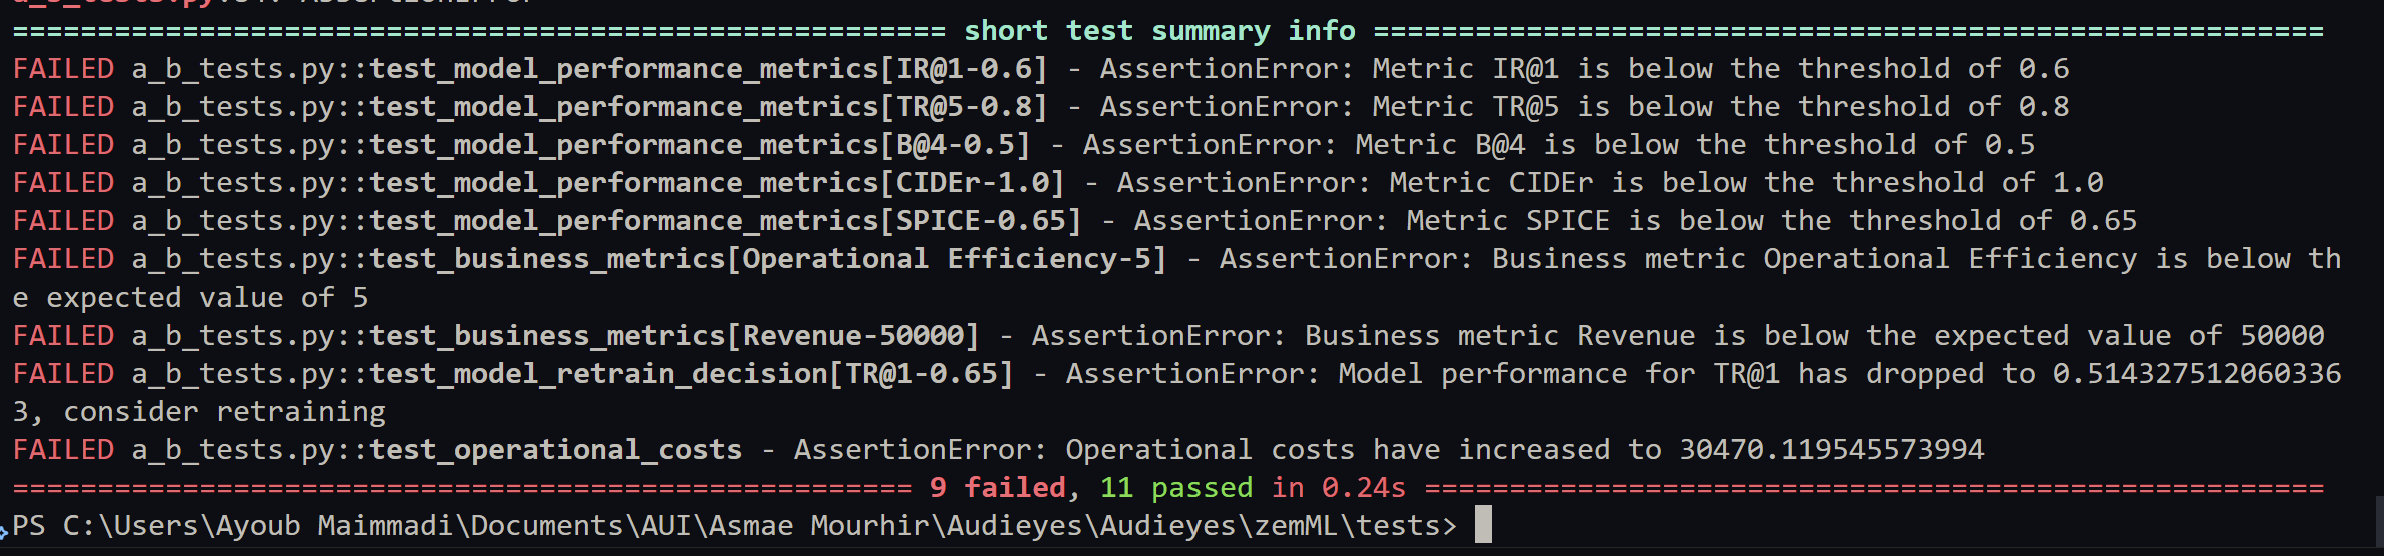 ==================================================== short test summary info =====================================================
FAILED a_b_tests.py::test_model_performance_metrics[IR@1-0.6] - AssertionError: Metric IR@1 is below the threshold of 0.6
FAILED a_b_tests.py::test_model_performance_metrics[TR@5-0.8] - AssertionError: Metric TR@5 is below the threshold of 0.8
FAILED a_b_tests.py::test_model_performance_metrics[B@4-0.5] - AssertionError: Metric B@4 is below the threshold of 0.5
FAILED a_b_tests.py::test_model_performance_metrics[CIDEr-1.0] - AssertionError: Metric CIDEr is below the threshold of 1.0
FAILED a_b_tests.py::test_model_performance_metrics[SPICE-0.65] - AssertionError: Metric SPICE is below the threshold of 0.65
FAILED a_b_tests.py::test_business_metrics[Operational Efficiency-5] - AssertionError: Business metric Operational Efficiency is below th
e expected value of 5
FAILED a_b_tests.py::test_business_metrics[Revenue-50000] - AssertionError: Business metric Revenue is below the expected value of 50000
FAILED a_b_tests.py::test_model_retrain_decision[TR@1-0.65] - AssertionError: Model performance for TR@1 has dropped to 0.514327512060336
3, consider retraining
FAILED a_b_tests.py::test_operational_costs - AssertionError: Operational costs have increased to 30470.119545573994
===================================================== 9 failed, 11 passed in 0.24s =====================================================
PS C:\Users\Ayoub Maimmadi\Documents\AUI\Asmae Mourhir\Audieyes\Audieyes\zemML\tests>